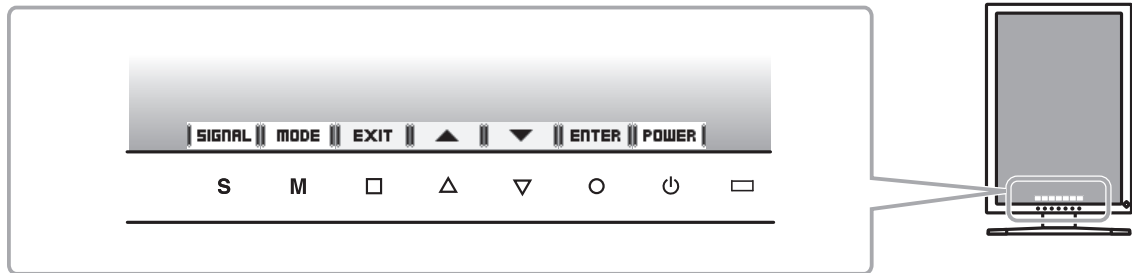 SIGNAL MODE EXIT ▲ ▼ ENTER POWER
S M □ △ ▽ ○ ⏻ ▭